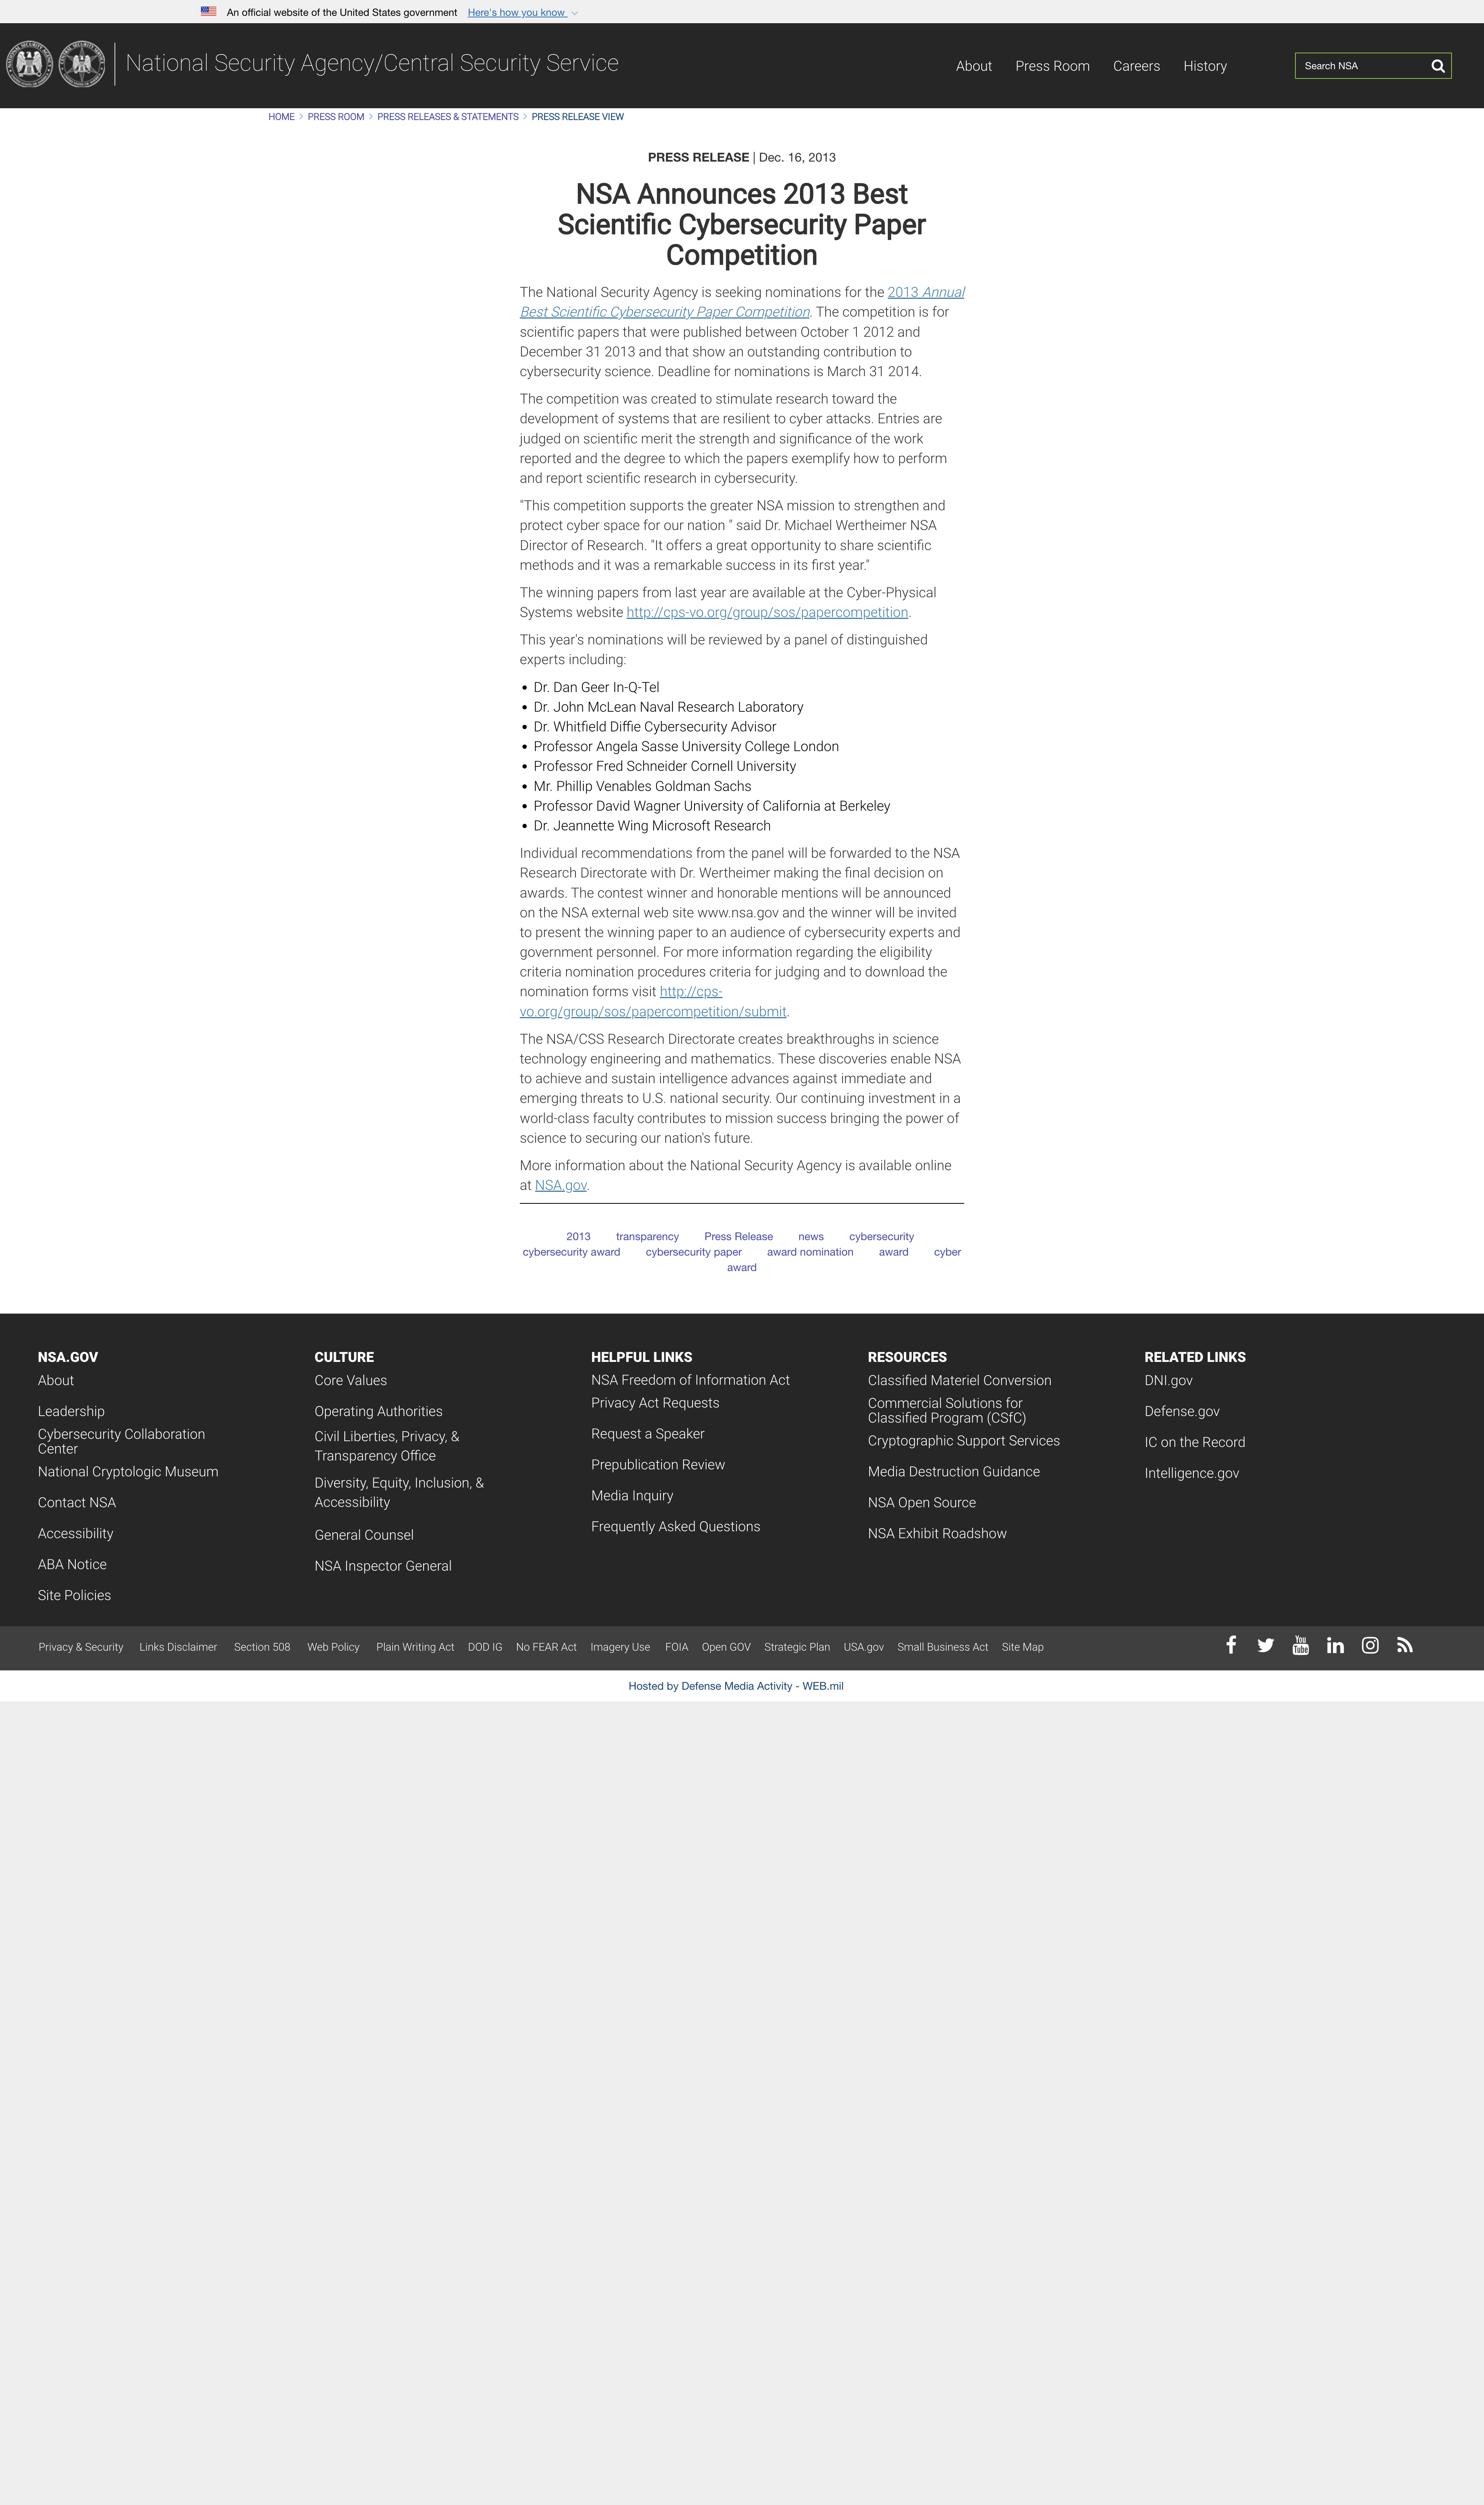 An official website of the United States government Here's how you know
National Security Agency/Central Security Service
About Press Room Careers History
Search NSA
HOME > PRESS ROOM > PRESS RELEASES & STATEMENTS > PRESS RELEASE VIEW
PRESS RELEASE | Dec. 16, 2013
NSA Announces 2013 Best
Scientific Cybersecurity Paper
Competition
The National Security Agency is seeking nominations for the 2013 Annual
Best Scientific Cybersecurity Paper Competition. The competition is for
scientific papers that were published between October 1 2012 and
December 31 2013 and that show an outstanding contribution to
cybersecurity science. Deadline for nominations is March 31 2014.
The competition was created to stimulate research toward the
development of systems that are resilient to cyber attacks. Entries are
judged on scientific merit the strength and significance of the work
reported and the degree to which the papers exemplify how to perform
and report scientific research in cybersecurity.
"This competition supports the greater NSA mission to strengthen and
protect cyber space for our nation " said Dr. Michael Wertheimer NSA
Director of Research. "It offers a great opportunity to share scientific
methods and it was a remarkable success in its first year."
The winning papers from last year are available at the Cyber-Physical
Systems website http://cps-vo.org/group/sos/papercompetition.
This year's nominations will be reviewed by a panel of distinguished
experts including:
• Dr. Dan Geer In-Q-Tel
• Dr. John McLean Naval Research Laboratory
• Dr. Whitfield Diffie Cybersecurity Advisor
• Professor Angela Sasse University College London
• Professor Fred Schneider Cornell University
• Mr. Phillip Venables Goldman Sachs
• Professor David Wagner University of California at Berkeley
• Dr. Jeannette Wing Microsoft Research
Individual recommendations from the panel will be forwarded to the NSA
Research Directorate with Dr. Wertheimer making the final decision on
awards. The contest winner and honorable mentions will be announced
on the NSA external web site www.nsa.gov and the winner will be invited
to present the winning paper to an audience of cybersecurity experts and
government personnel. For more information regarding the eligibility
criteria nomination procedures criteria for judging and to download the
nomination forms visit http://cps-
vo.org/group/sos/papercompetition/submit.
The NSA/CSS Research Directorate creates breakthroughs in science
technology engineering and mathematics. These discoveries enable NSA
to achieve and sustain intelligence advances against immediate and
emerging threats to U.S. national security. Our continuing investment in a
world-class faculty contributes to mission success bringing the power of
science to securing our nation's future.
More information about the National Security Agency is available online
at NSA.gov.
2013 transparency Press Release news cybersecurity
cybersecurity award cybersecurity paper award nomination award cyber
award
NSA.GOV
About
Leadership
Cybersecurity Collaboration
Center
National Cryptologic Museum
Contact NSA
Accessibility
ABA Notice
Site Policies
CULTURE
Core Values
Operating Authorities
Civil Liberties, Privacy, &
Transparency Office
Diversity, Equity, Inclusion, &
Accessibility
General Counsel
NSA Inspector General
HELPFUL LINKS
NSA Freedom of Information Act
Privacy Act Requests
Request a Speaker
Prepublication Review
Media Inquiry
Frequently Asked Questions
RESOURCES
Classified Materiel Conversion
Commercial Solutions for
Classified Program (CSfC)
Cryptographic Support Services
Media Destruction Guidance
NSA Open Source
NSA Exhibit Roadshow
RELATED LINKS
DNI.gov
Defense.gov
IC on the Record
Intelligence.gov
Privacy & Security Links Disclaimer Section 508 Web Policy Plain Writing Act DOD IG No FEAR Act Imagery Use FOIA Open GOV Strategic Plan USA.gov Small Business Act Site Map
You
Tube
Hosted by Defense Media Activity - WEB.mil